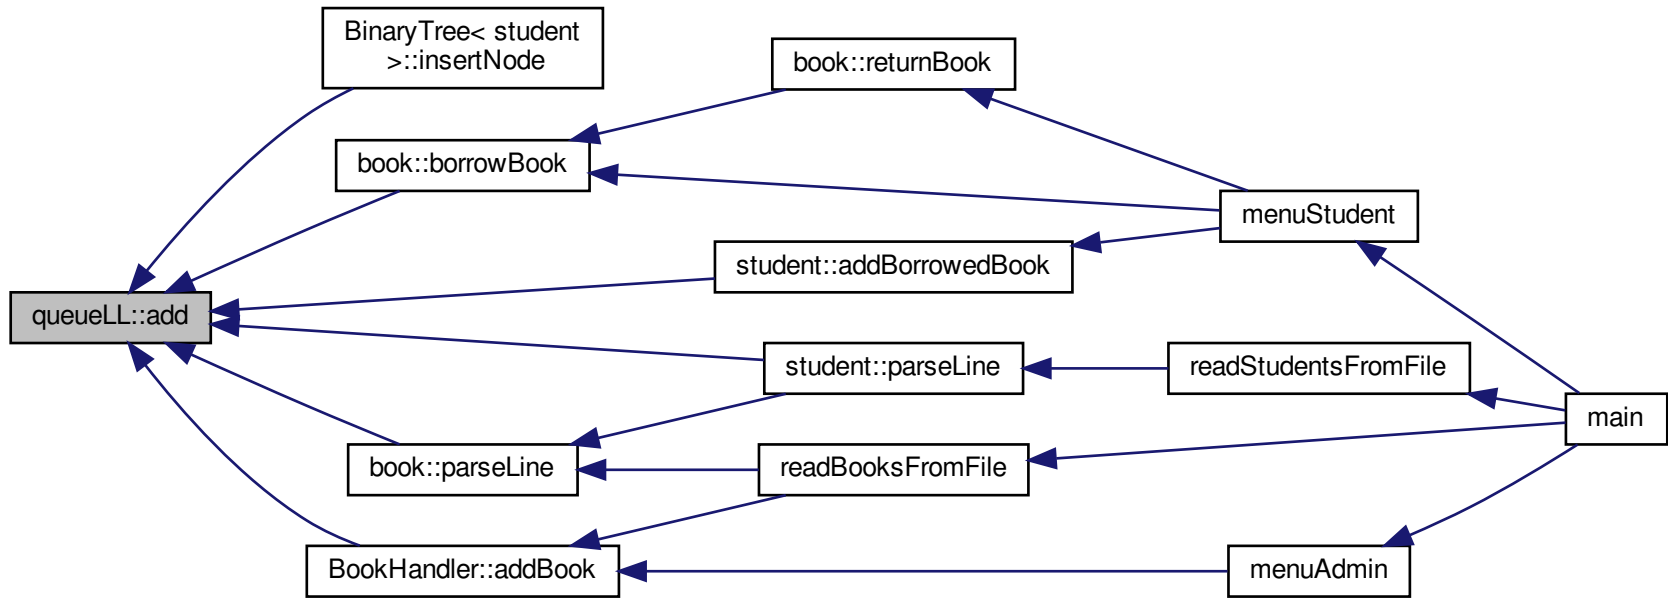 BinaryTree< student
>::insertNode
book::returnBook
book::borrowBook
menuStudent
student::addBorrowedBook
queueLL::add
student::parseLine
readStudentsFromFile
main
book::parseLine
readBooksFromFile
BookHandler::addBook
menuAdmin